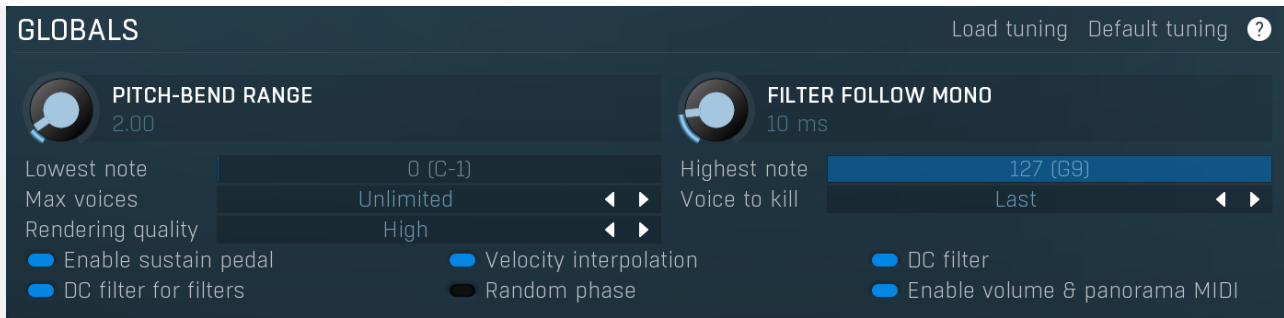 GLOBALS Load tuning Default tuning ?
PITCH-BEND RANGE FILTER FOLLOW MONO
2.00 10 ms
Lowest note 0 (C-1) Highest note 127 (G9)
Max voices Unlimited Voice to kill Last
Rendering quality High
Enable sustain pedal Velocity interpolation DC filter
DC filter for filters Random phase Enable volume & panorama MIDI